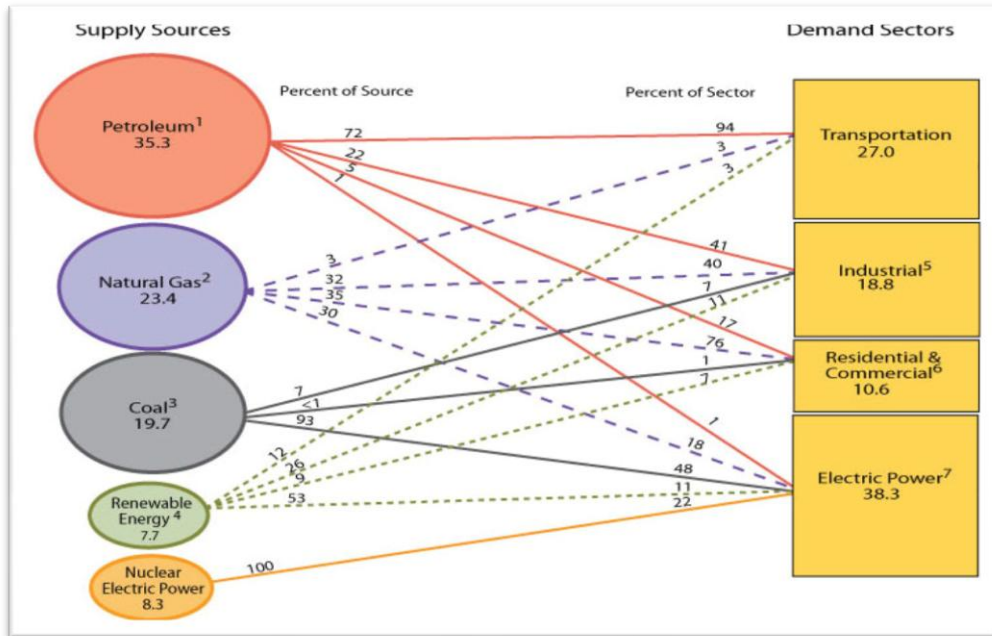 Supply Sources
Demand Sectors
Percent of Source
Percent of Sector
Petroleum¹
35.3
Natural Gas²
23.4
Coal³
19.7
Renewable
Energy ⁴
7.7
Nuclear
Electric Power
8.3
72
22
5
1
3
32
35
30
7
<1
93
12
26
9
53
100
94
3
3
41
40
7
11
17
76
1
7
1
18
48
11
22
Transportation
27.0
Industrial⁵
18.8
Residential &
Commercial⁶
10.6
Electric Power⁷
38.3